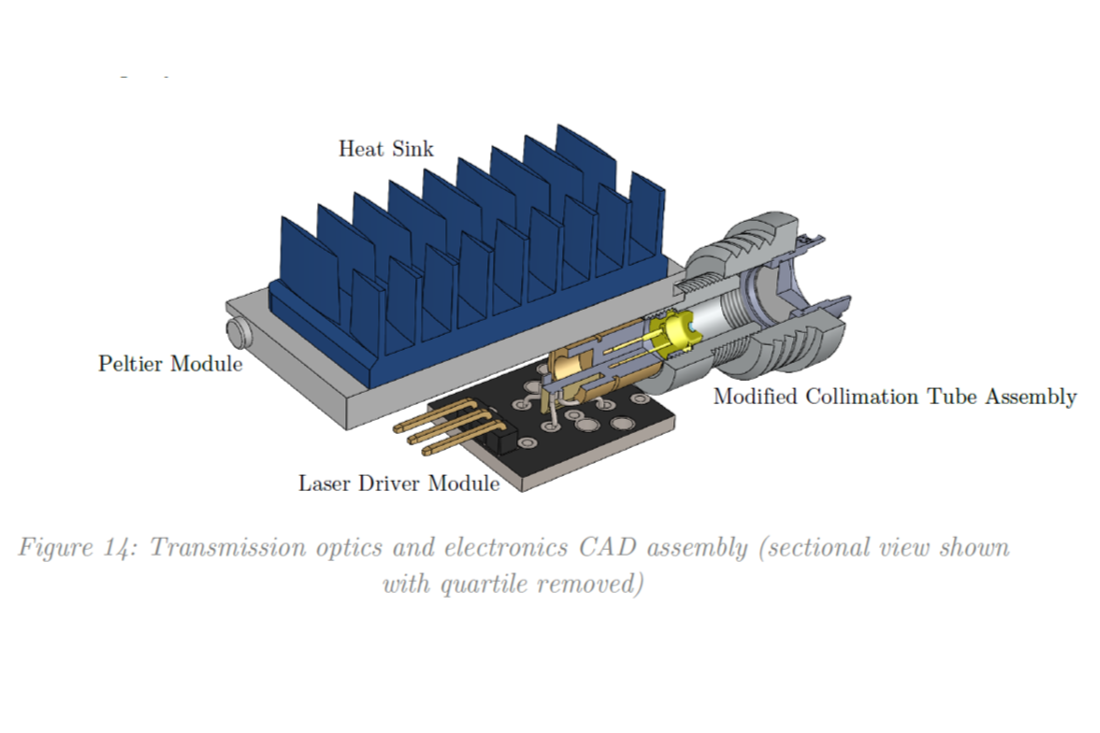 Heat Sink
Peltier Module
Modified Collimation Tube Assembly
Laser Driver Module
Figure 14: Transmission optics and electronics CAD assembly (sectional view shown
with quartile removed)